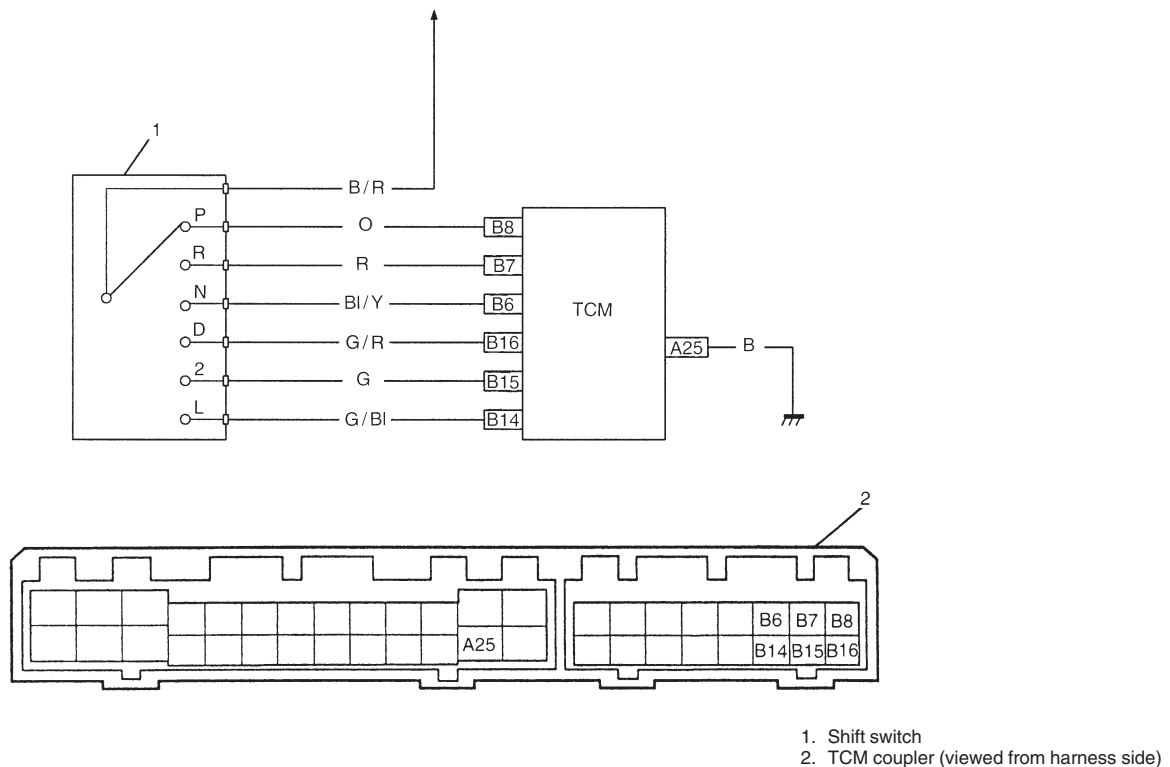 1
B/R
P
O
B8
R
R
B7
N
Bl/Y
B6
TCM
D
G/R
B16
A25
B
2
G
B15
L
G/Bl
B14
2
B6 B7 B8
A25
B14 B15 B16
1. Shift switch
2. TCM coupler (viewed from harness side)